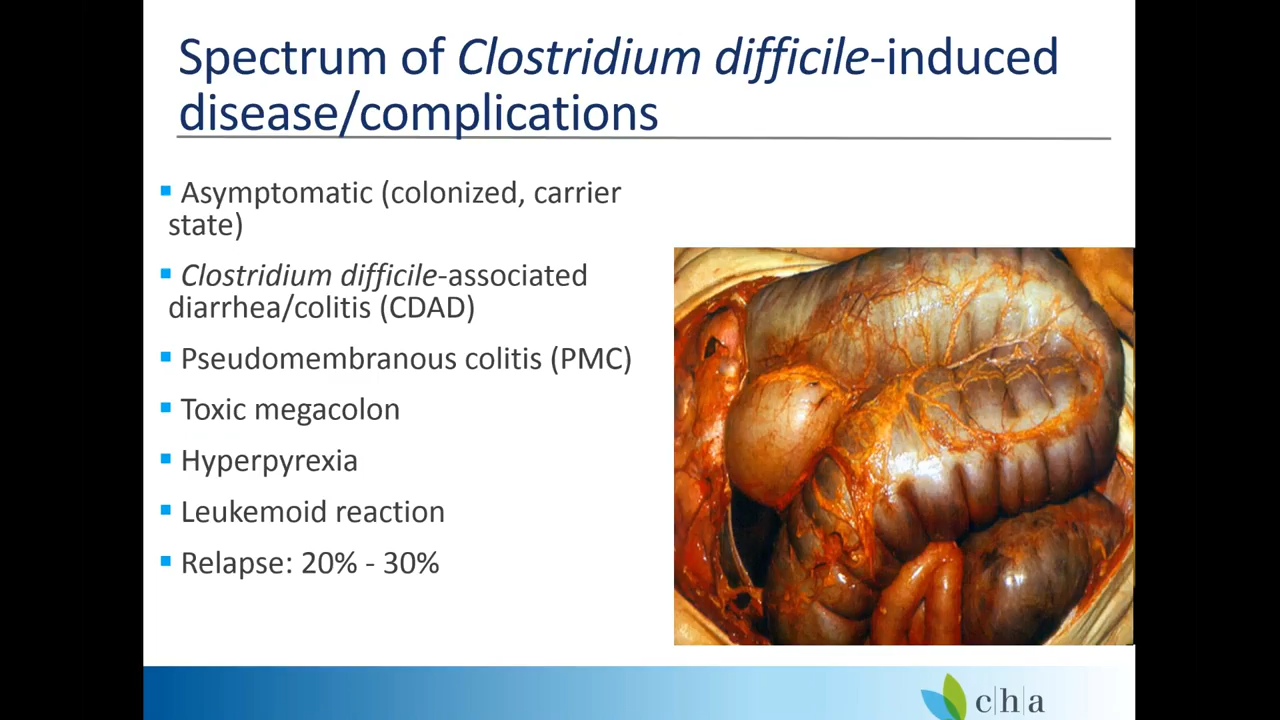 Spectrum of Clostridium difficile-induced
disease/complications
▪ Asymptomatic (colonized, carrier
state)
▪ Clostridium difficile-associated
diarrhea/colitis (CDAD)
▪ Pseudomembranous colitis (PMC)
▪ Toxic megacolon
▪ Hyperpyrexia
▪ Leukemoid reaction
▪ Relapse: 20% - 30%
c|h|a